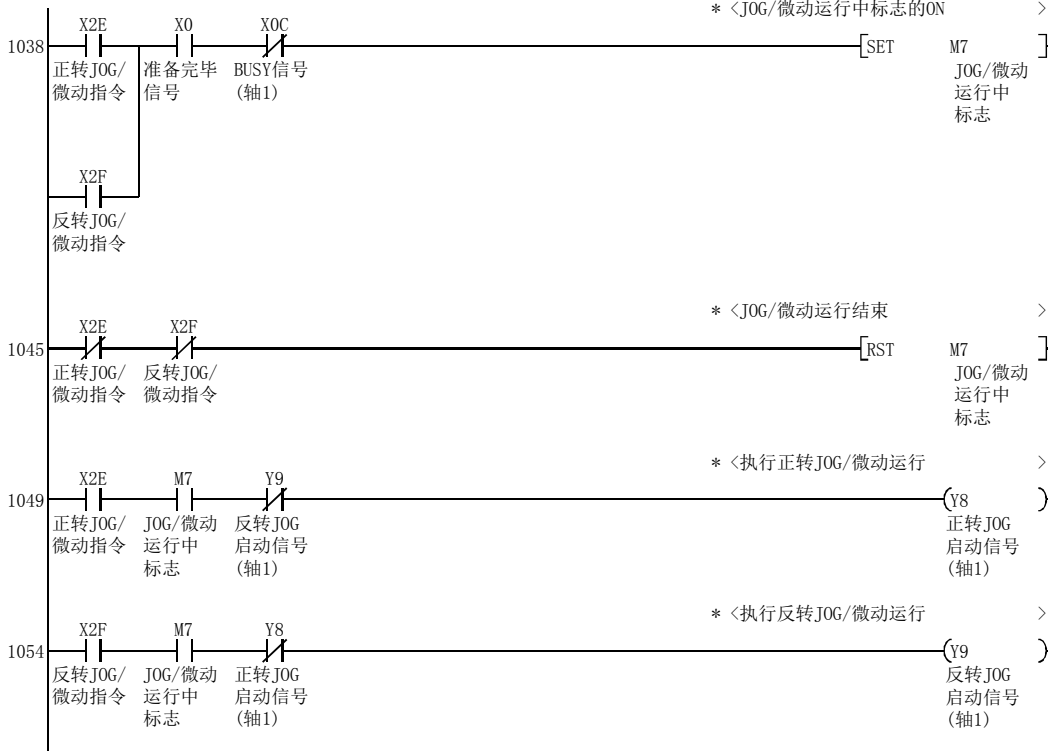 * <JOG/微动运行中标志的ON >
X2E X0 X0C
1038 SET M7
正转JOG/ 准备完毕 BUSY信号 JOG/微动
微动指令 信号 (轴1) 运行中
标志
X2F
反转JOG/
微动指令
* <JOG/微动运行结束 >
X2E X2F
1045 RST M7
正转JOG/ 反转JOG/ JOG/微动
微动指令 微动指令 运行中
标志
* <执行正转JOG/微动运行 >
X2E M7 Y9
1049 Y8
正转JOG/ JOG/微动 反转JOG 正转JOG
微动指令 运行中 启动信号 启动信号
标志 (轴1) (轴1)
* <执行反转JOG/微动运行 >
X2F M7 Y8
1054 Y9
反转JOG/ JOG/微动 正转JOG 反转JOG
微动指令 运行中 启动信号 启动信号
标志 (轴1) (轴1)